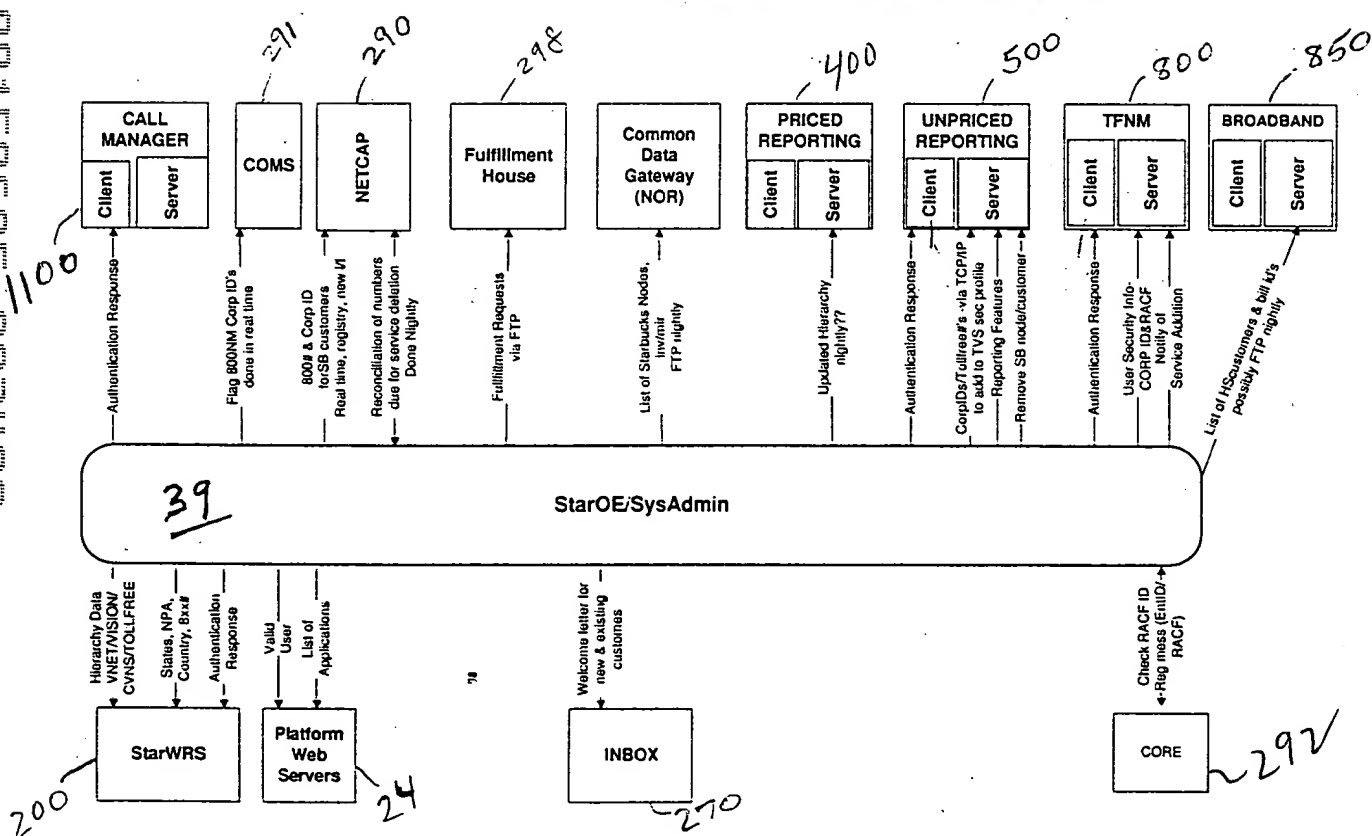 291
290
298
400
500
800
850
CALL
MANAGER
Client
Server
COMS
NETCAP
Fulfillment
House
Common
Data
Gateway
(NOR)
PRICED
REPORTING
Client
Server
UNPRICED
REPORTING
Client
Server
TFNM
Client
Server
BROADBAND
Client
Server
1100
Authentication Response
Flag 800NM Corp ID's
done in real time
800# & Corp ID
forSB customers
Real time, registry, new
Reconciliation of numbers
due for service deletion
Done Nightly
Fulfillment Requests
via FTP
List of Starbucks Nodes,
FTP nightly
Updated Hierarchy
nightly??
Authentication Response
CorpIDs/Tollfree#'s -via TCP/IP
to add to TVS sec profile
Reporting Features
Remove SB node/customer
Authentication Response
User Security Info-
CORP ID&RACF
Notify of
Service Addition
List of HScustomers & bill id's
possibly FTP nightly
39
StarOE/SysAdmin
Hierarchy Data
VNET/VISION/
CVNS/TOLLFREE
States, NPA,
Country, 8xx#
Authentication
Response
Valid
User
List of
Applications
Welcome letter for
new & existing
customes
Check RACF ID
Reg mess (EntID/
RACF)
StarWRS
Platform
Web
Servers
INBOX
CORE
200
24
270
292